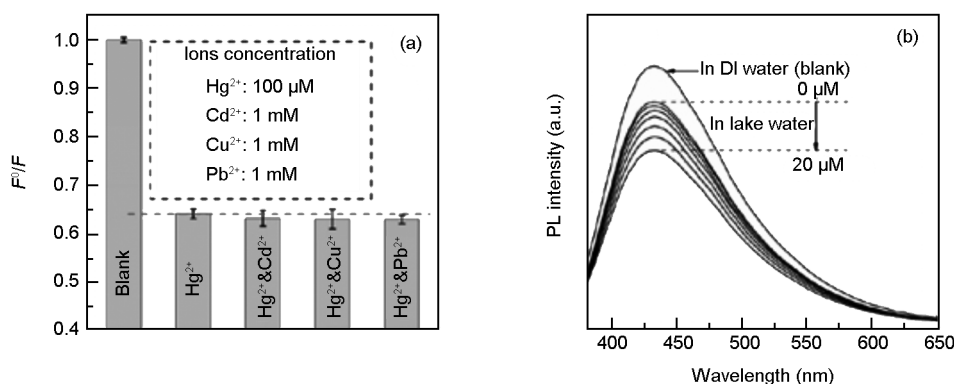 (a)
Ions concentration
Hg²⁺: 100 µM
Cd²⁺: 1 mM
Cu²⁺: 1 mM
Pb²⁺: 1 mM
F⁰/F
1.0
0.9
0.8
0.7
0.6
0.5
0.4
Blank
Hg²⁺
Hg²⁺&Cd²⁺
Hg²⁺&Cu²⁺
Hg²⁺&Pb²⁺
(b)
In DI water (blank)
0 µM
In lake water
20 µM
PL intensity (a.u.)
400 450 500 550 600 650
Wavelength (nm)